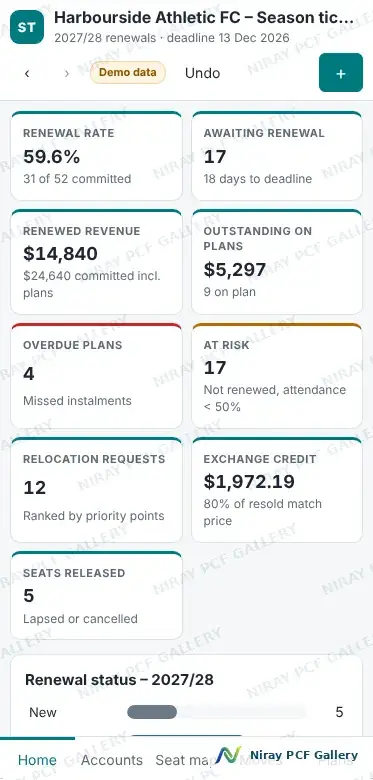 ST
Harbourside Athletic FC – Season tic...
2027/28 renewals · deadline 13 Dec 2026
‹ › Demo data Undo +
RENEWAL RATE
59.6%
31 of 52 committed
AWAITING RENEWAL
17
18 days to deadline
RENEWED REVENUE
$14,840
$24,640 committed incl.
plans
OUTSTANDING ON
PLANS
$5,297
9 on plan
OVERDUE PLANS
4
Missed instalments
AT RISK
17
Not renewed, attendance
< 50%
RELOCATION REQUESTS
12
Ranked by priority points
EXCHANGE CREDIT
$1,972.19
80% of resold match
price
SEATS RELEASED
5
Lapsed or cancelled
Renewal status – 2027/28
New 5
Home Accounts Seat ma
Niray PCF Gallery
NIRAY PCF GALLERY